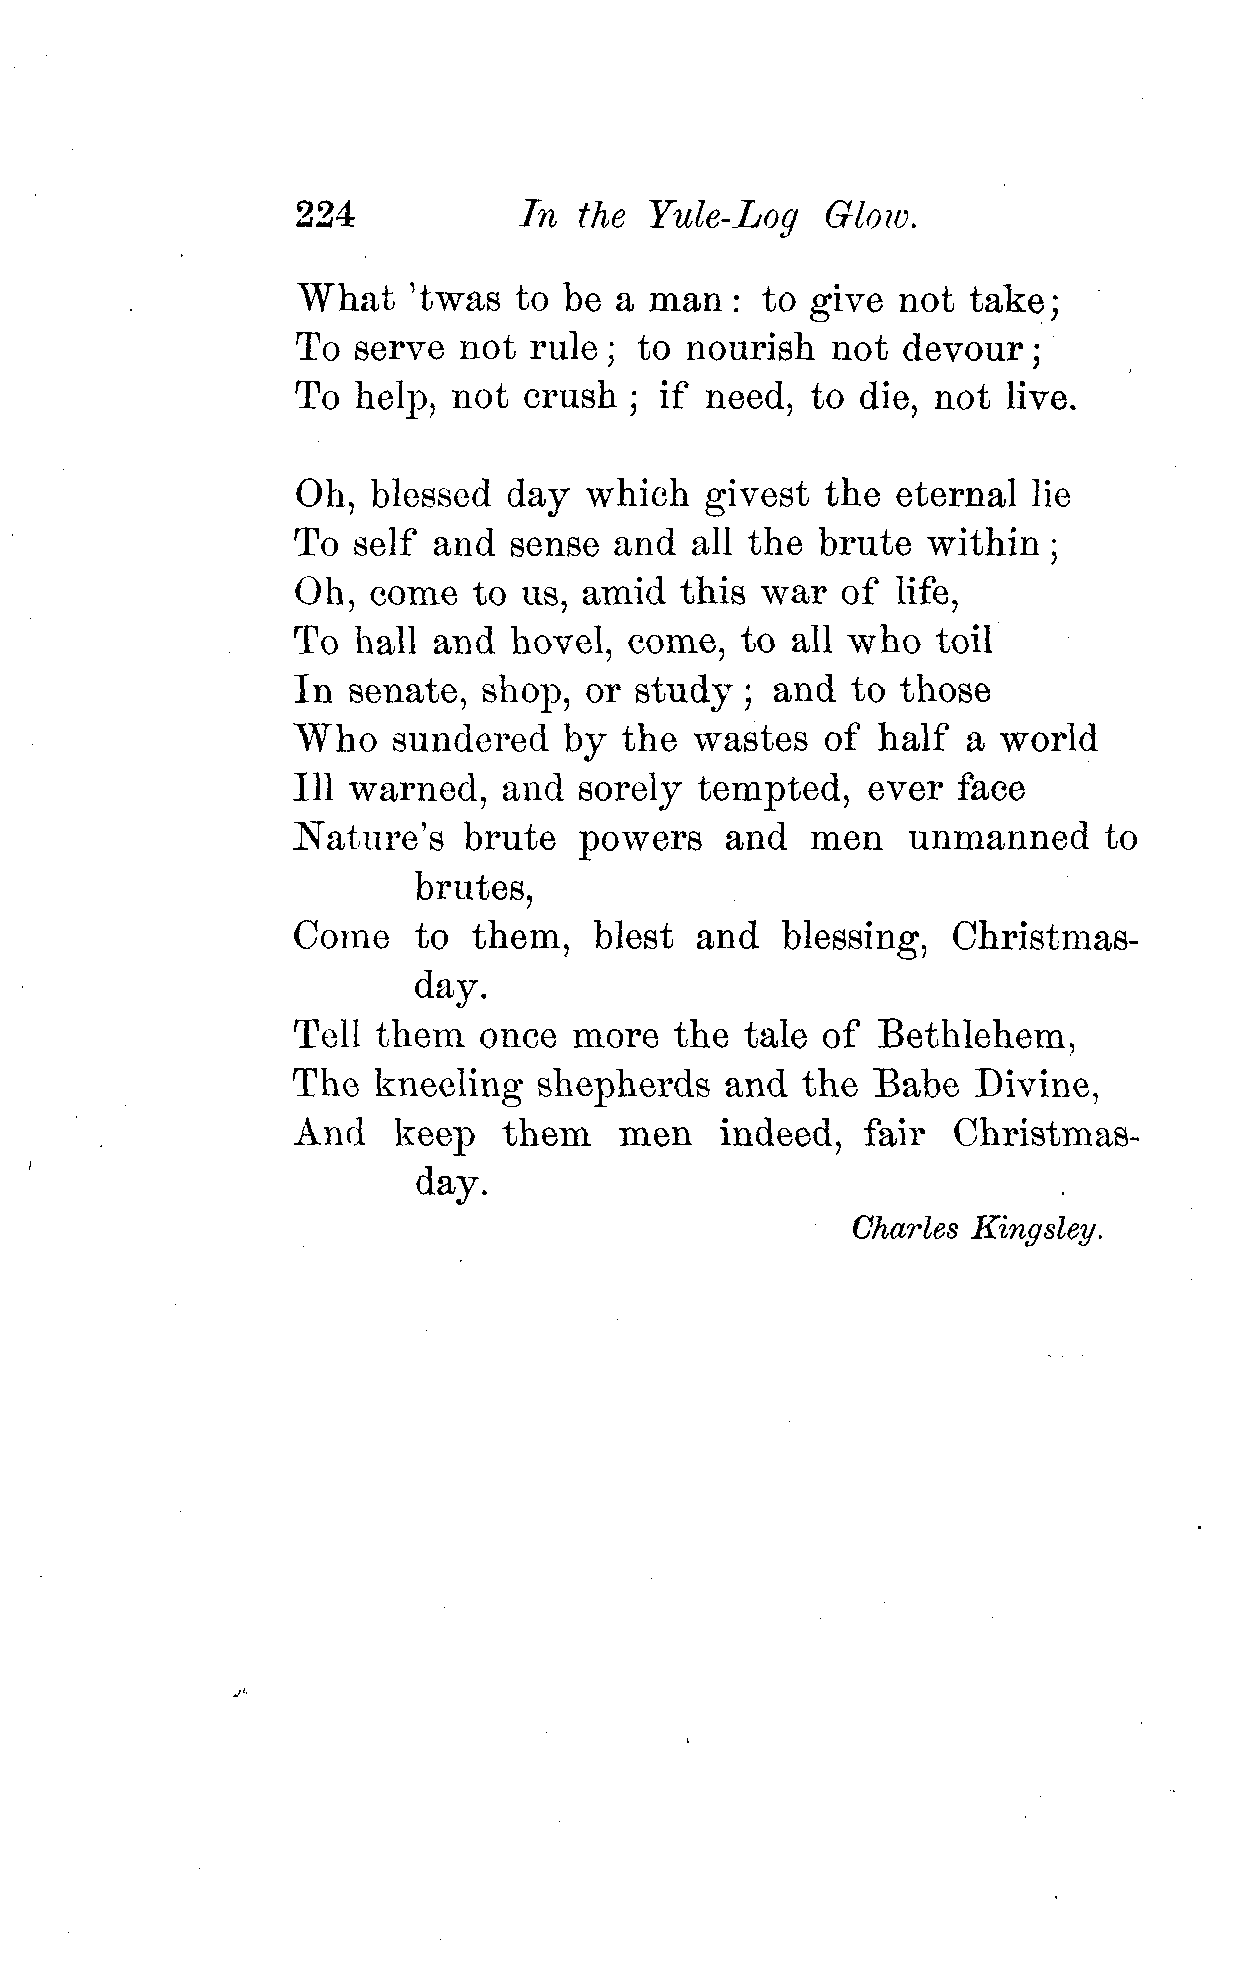 224 In the Yule-Log Glow.
What 'twas to be a man : to give not take;
To serve not rule ; to nourish not devour ;
To help, not crush ; if need, to die, not live.
Oh, blessed day which givest the eternal lie
To self and sense and all the brute within ;
Oh, come to us, amid this war of life,
To hall and hovel, come, to all who toil
In senate, shop, or study ; and to those
Who sundered by the wastes of half a world
Ill warned, and sorely tempted, ever face
Nature's brute powers and men unmanned to
brutes,
Come to them, blest and blessing, Christmas-
day.
Tell them once more the tale of Bethlehem,
The kneeling shepherds and the Babe Divine,
And keep them men indeed, fair Christmas-
day.
Charles Kingsley.